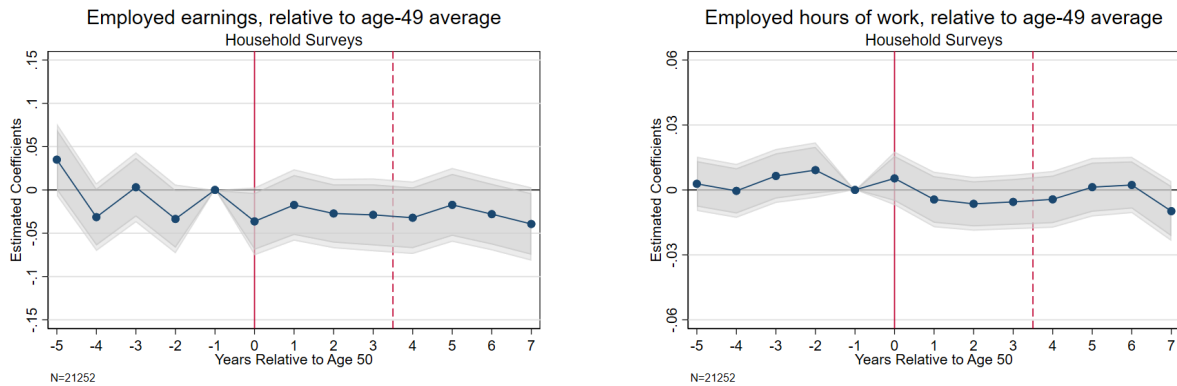 Employed earnings, relative to age-49 average
Household Surveys
Estimated Coefficients
.15
.1
.05
0
-.05
-.1
-.15
-5 -4 -3 -2 -1 0 1 2 3 4 5 6 7
Years Relative to Age 50
N=21252
Employed hours of work, relative to age-49 average
Household Surveys
Estimated Coefficients
.06
.03
0
-.03
-.06
-5 -4 -3 -2 -1 0 1 2 3 4 5 6 7
Years Relative to Age 50
N=21252